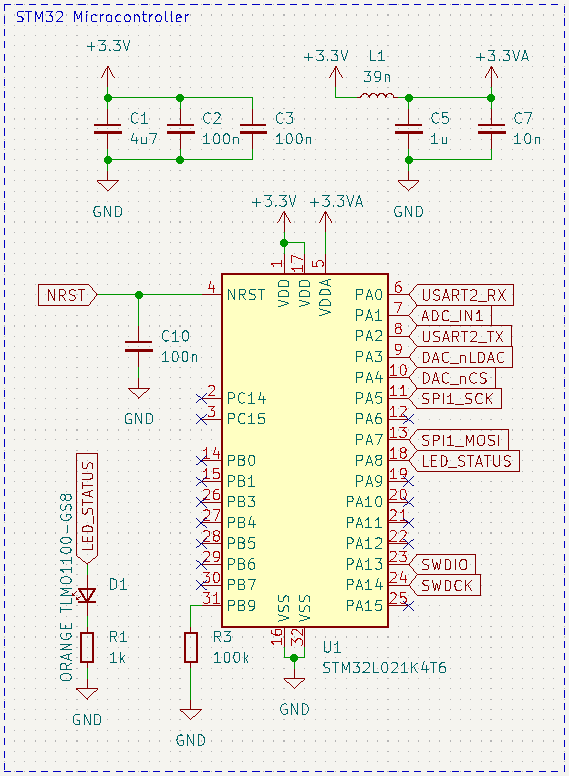 STM32 Microcontroller
+3.3V
C1
4u7
C2
100n
C3
100n
GND
+3.3V
L1
39n
+3.3VA
C5
1u
C7
10n
GND
+3.3V
+3.3VA
1
17
5
VDD
VDD
VDDA
NRST
4
NRST
C10
100n
GND
2
PC14
3
PC15
14
PB0
15
PB1
26
PB3
27
PB4
28
PB5
29
PB6
30
PB7
31
PB9
PA0
6
USART2_RX
PA1
7
ADC_IN1
PA2
8
USART2_TX
PA3
9
DAC_nLDAC
PA4
10
DAC_nCS
PA5
11
SPI1_SCK
PA6
12
PA7
13
SPI1_MOSI
PA8
18
LED_STATUS
PA9
19
PA10
20
PA11
21
PA12
22
PA13
23
SWDIO
PA14
24
SWDCK
PA15
25
VSS
VSS
16
32
U1
STM32L021K4T6
GND
LED_STATUS
ORANGE TLMO1100-GS8
D1
R1
1k
GND
R3
100k
GND